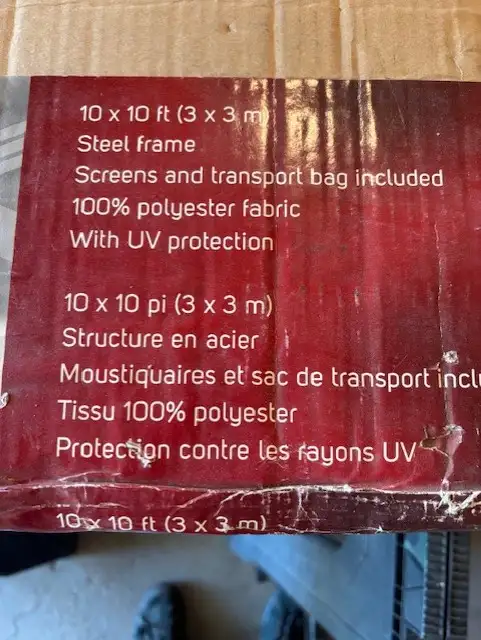 10 x 10 ft (3 x 3 m)
Steel frame
Screens and transport bag included
100% polyester fabric
With UV protection
10 x 10 pi (3 x 3 m)
Structure en acier
Moustiquaires et sac de transport inclu
Tissu 100% polyester
Protection contre les rayons UV
10 x 10 ft (3 x 3 m)